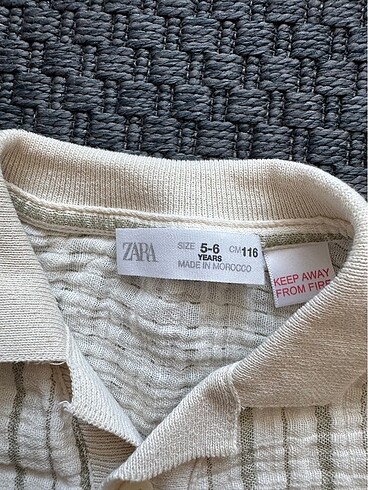 ZARA
SIZE 5-6 CM 116
YEARS
MADE IN MOROCCO
KEEP AWAY
FROM FIRE